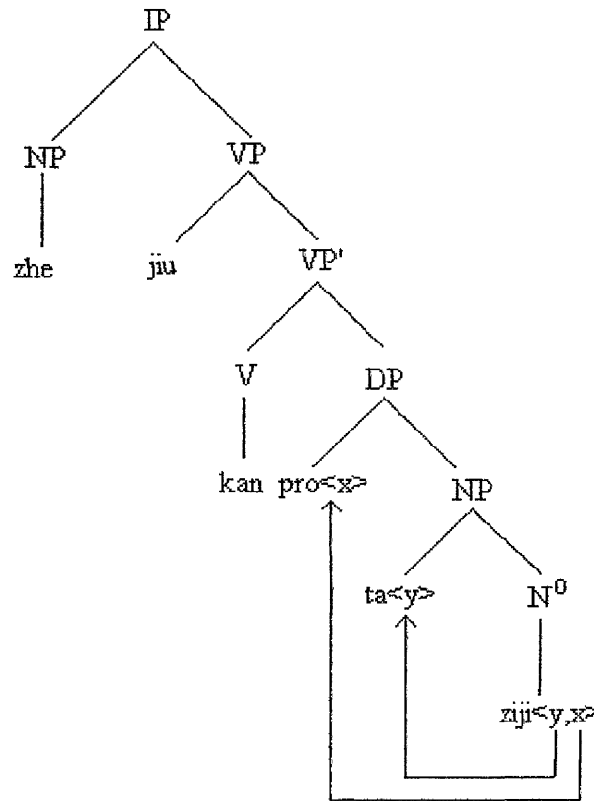 IP
NP VP
zhe jiu VP'
V DP
kan pro<x> NP
ta<y> N⁰
ziji<y,x>